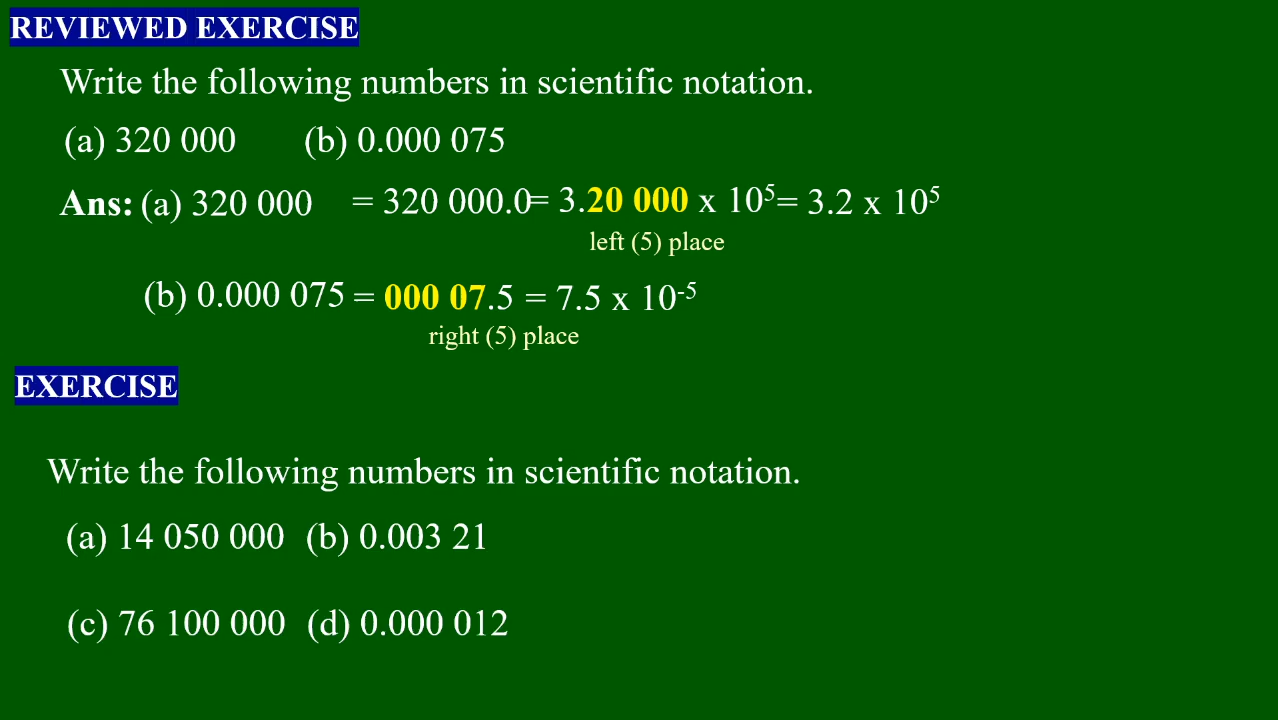 REVIEWED EXERCISE
Write the following numbers in scientific notation.
(a) 320 000 (b) 0.000 075
Ans: (a) 320 000 = 320 000.0= 3.20 000 x 10⁵= 3.2 x 10⁵
left (5) place
(b) 0.000 075 = 000 07.5 = 7.5 x 10⁻⁵
right (5) place
EXERCISE
Write the following numbers in scientific notation.
(a) 14 050 000 (b) 0.003 21
(c) 76 100 000 (d) 0.000 012